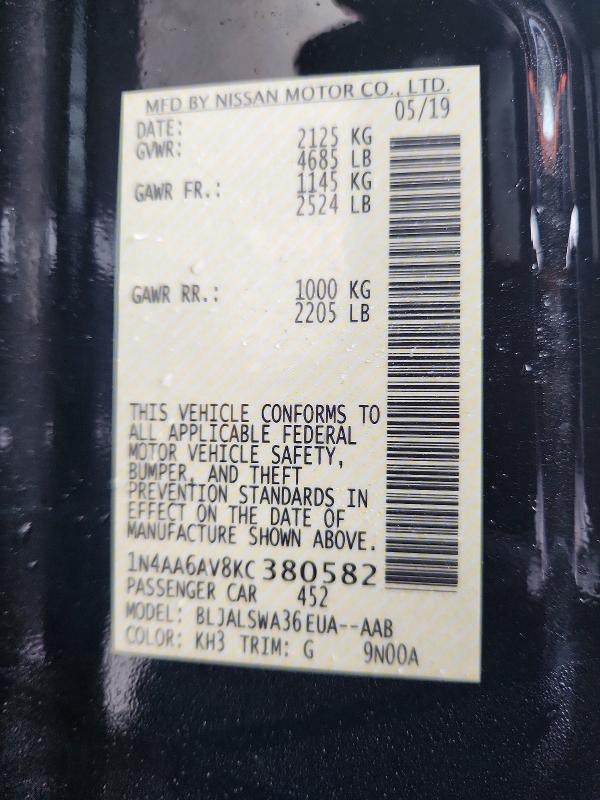 MFD BY NISSAN MOTOR CO., LTD.
DATE: 05/19
GVWR: 2125 KG
4685 LB
GAWR FR.: 1145 KG
2524 LB
GAWR RR.: 1000 KG
2205 LB
THIS VEHICLE CONFORMS TO
ALL APPLICABLE FEDERAL
MOTOR VEHICLE SAFETY,
BUMPER, AND THEFT
PREVENTION STANDARDS IN
EFFECT ON THE DATE OF
MANUFACTURE SHOWN ABOVE.
1N4AA6AV8KC 380582
PASSENGER CAR 452
MODEL: BLJALSWA36EUA--AAB
COLOR: KH3 TRIM: G 9N00A